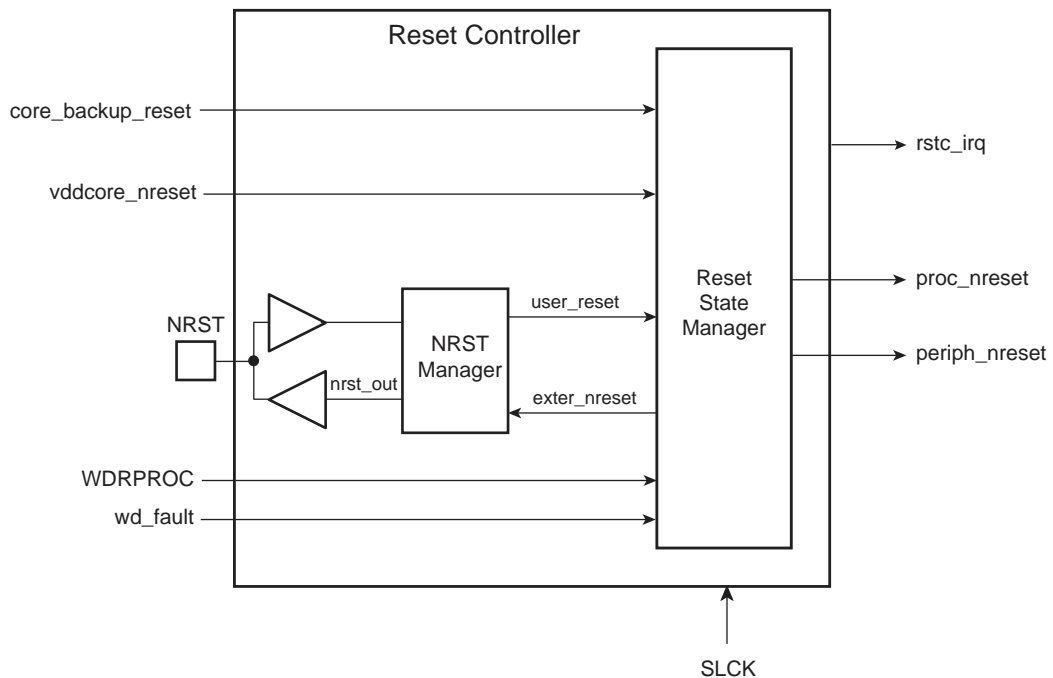 Reset Controller
core_backup_reset
rstc_irq
vddcore_nreset
Reset
State
Manager
proc_nreset
user_reset
NRST
NRST
Manager
periph_nreset
nrst_out
exter_nreset
WDRPROC
wd_fault
SLCK